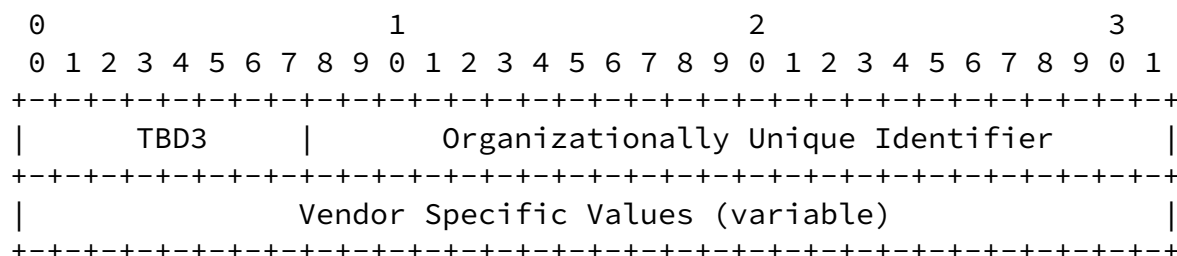 0                   1                   2                   3
 0 1 2 3 4 5 6 7 8 9 0 1 2 3 4 5 6 7 8 9 0 1 2 3 4 5 6 7 8 9 0 1
+-+-+-+-+-+-+-+-+-+-+-+-+-+-+-+-+-+-+-+-+-+-+-+-+-+-+-+-+-+-+-+-+
|      TBD3     |       Organizationally Unique Identifier      |
+-+-+-+-+-+-+-+-+-+-+-+-+-+-+-+-+-+-+-+-+-+-+-+-+-+-+-+-+-+-+-+-+
|               Vendor Specific Values (variable)               |
+-+-+-+-+-+-+-+-+-+-+-+-+-+-+-+-+-+-+-+-+-+-+-+-+-+-+-+-+-+-+-+-+